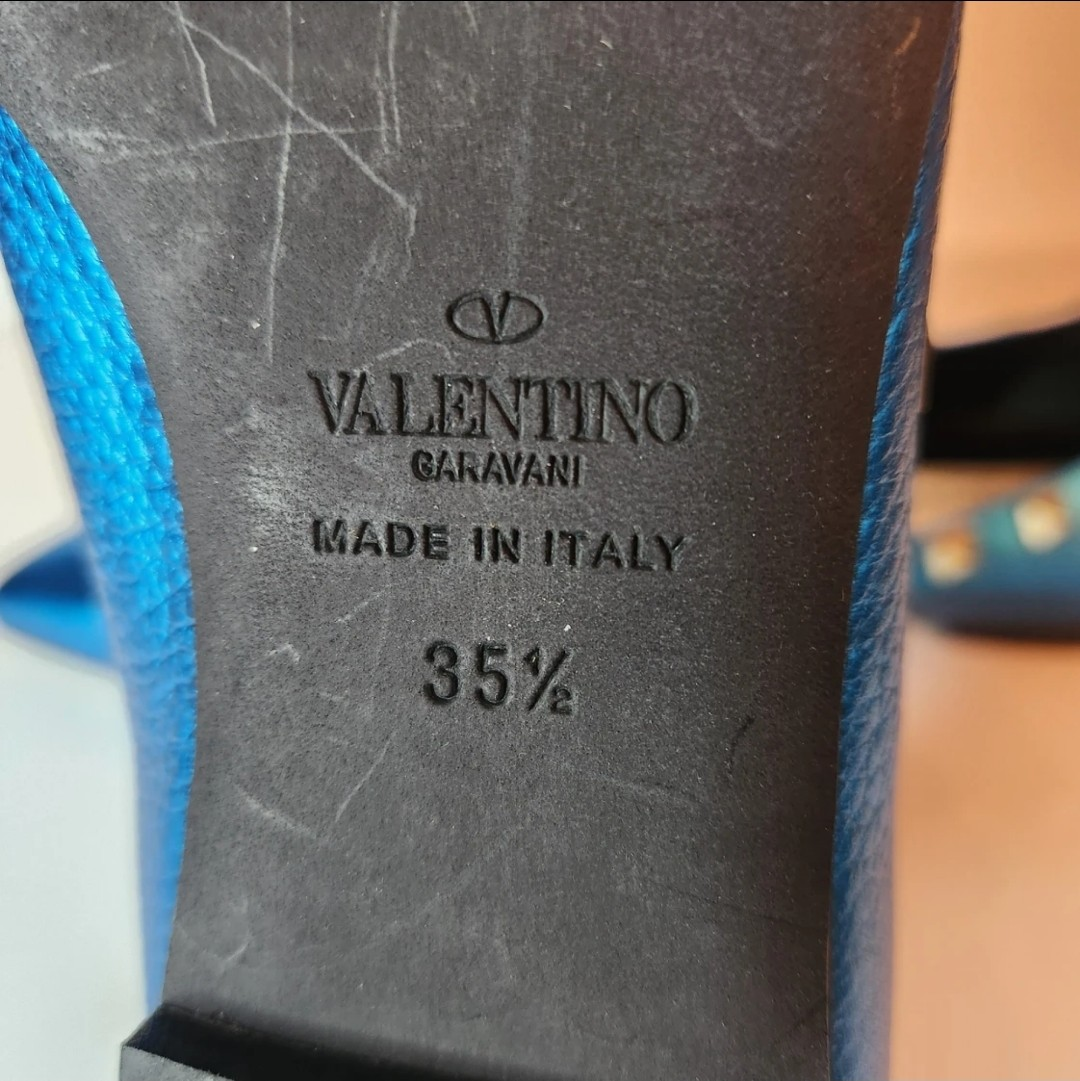 V
VALENTINO
GARAVANI
MADE IN ITALY
35½